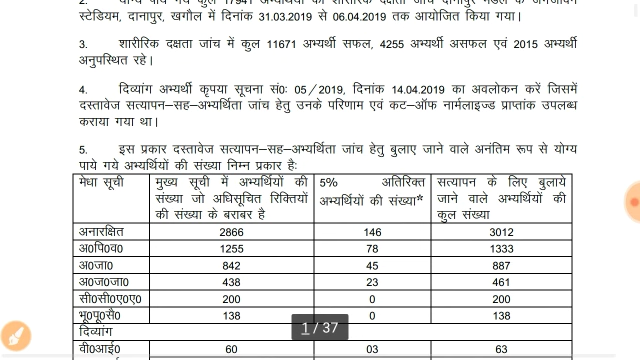 स्टेडियम, दानापुर, खगौल में दिनांक 31.03.2019 से 06.04.2019 तक आयोजित किया गया।
3. शारीरिक दक्षता जांच में कुल 11671 अभ्यर्थी सफल, 4255 अभ्यर्थी असफल एवं 2015 अभ्यर्थी
अनुपस्थित रहे।
4. दिव्यांग अभ्यर्थी कृपया सूचना सं0: 05/2019, दिनांक 14.04.2019 का अवलोकन करें जिसमें
दस्तावेज सत्यापन–सह–अभ्यर्थिता जांच हेतु उनके परिणाम एवं कट–ऑफ नार्मलाइज्ड प्राप्तांक उपलब्ध
कराया गया था।
5. इस प्रकार दस्तावेज सत्यापन–सह–अभ्यर्थिता जांच हेतु बुलाए जाने वाले अंतिम रूप से योग्य
पाये गये अभ्यर्थियों की संख्या निम्न प्रकार है:
मेधा सूची मुख्य सूची में अभ्यर्थियों की 5% अतिरिक्त सत्यापन के लिए बुलाये
संख्या जो अधिसूचित रिक्तियों अभ्यर्थियों की संख्या* जाने वाले अभ्यर्थियों की
की संख्या के बराबर है कुल संख्या
अनारक्षित 2866 146 3012
अ0पि0व0 1255 78 1333
अ0जा0 842 45 887
अ0ज0जा0 438 23 461
सी0सी0ए0ए0 200 0 200
भू0पू0सै0 138 0 138
दिव्यांग 1 / 37
वी0आई0 60 03 63